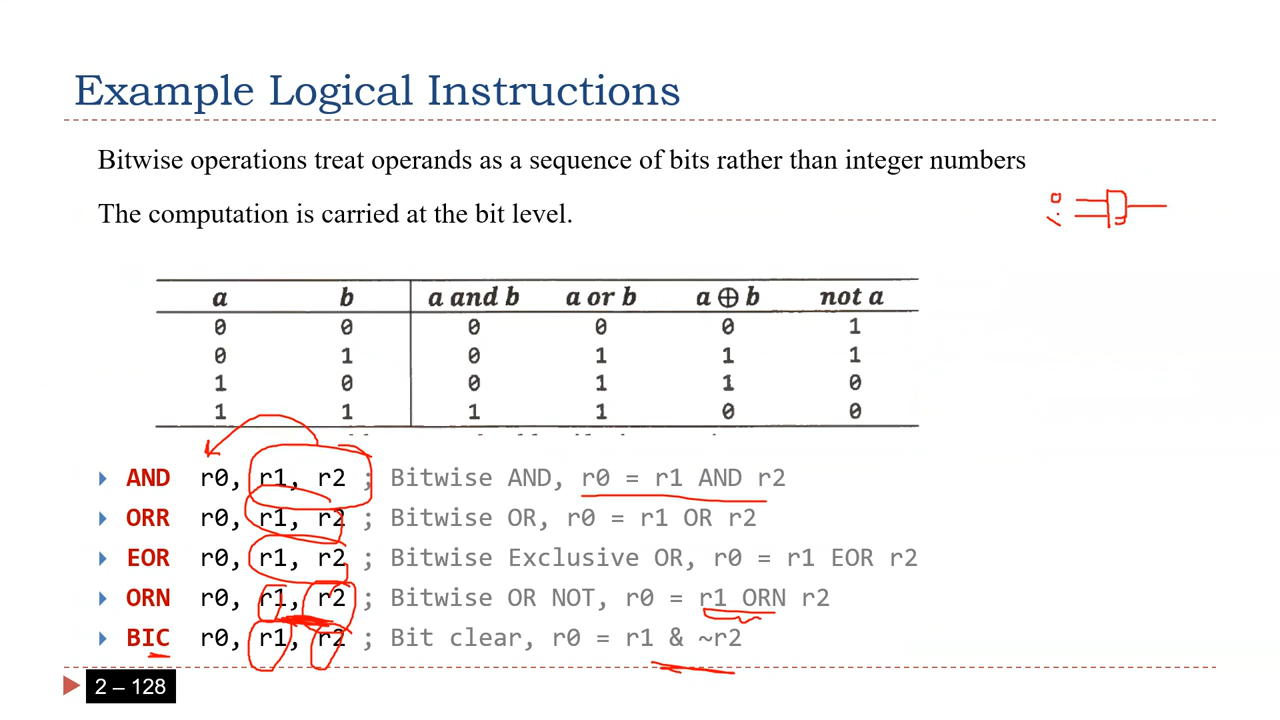 Example Logical Instructions
Bitwise operations treat operands as a sequence of bits rather than integer numbers
The computation is carried at the bit level.
a b a and b a or b a ⊕ b not a
0 0 0 0 0 1
0 1 0 1 1 1
1 0 0 1 1 0
1 1 1 1 0 0
AND r0, r1, r2 ; Bitwise AND, r0 = r1 AND r2
ORR r0, r1, r2 ; Bitwise OR, r0 = r1 OR r2
EOR r0, r1, r2 ; Bitwise Exclusive OR, r0 = r1 EOR r2
ORN r0, r1, r2 ; Bitwise OR NOT, r0 = r1 ORN r2
BIC r0, r1, r2 ; Bit clear, r0 = r1 & ~r2
2 – 128